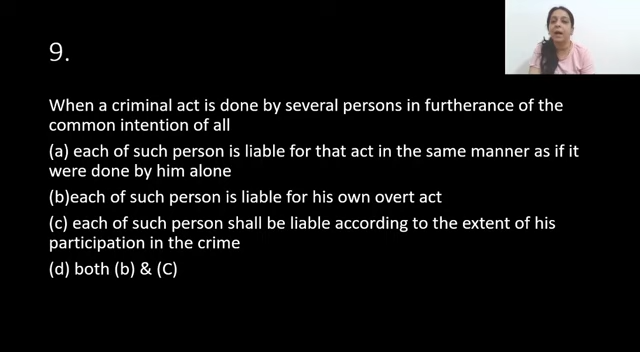 9.
When a criminal act is done by several persons in furtherance of the
common intention of all
(a) each of such person is liable for that act in the same manner as if it
were done by him alone
(b)each of such person is liable for his own overt act
(c) each of such person shall be liable according to the extent of his
participation in the crime
(d) both (b) & (C)